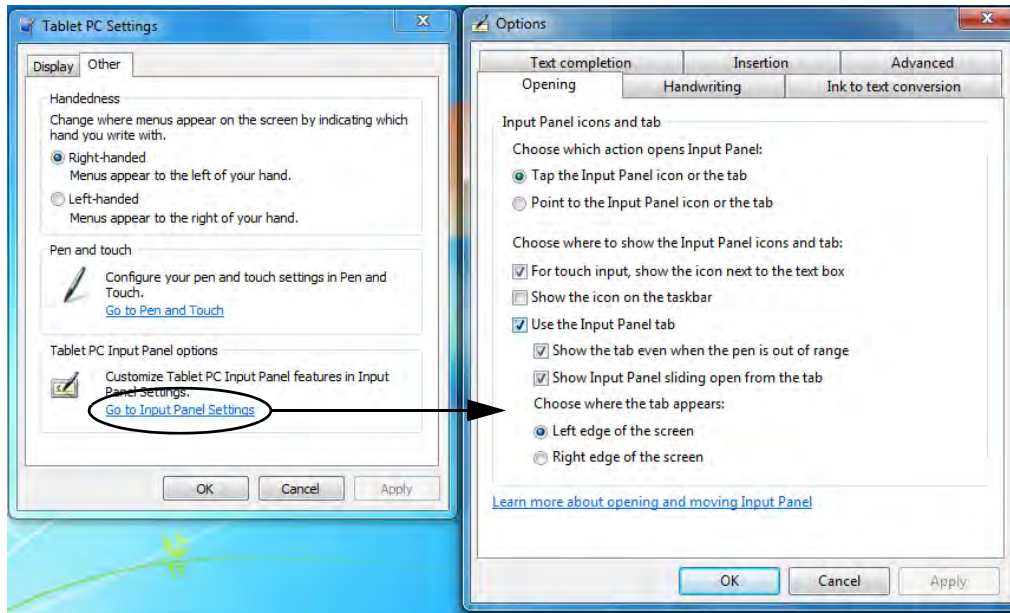 Tablet PC Settings
Display Other
Handedness
Change where menus appear on the screen by indicating which
hand you write with.
Right-handed
Menus appear to the left of your hand.
Left-handed
Menus appear to the right of your hand.
Pen and touch
Configure your pen and touch settings in Pen and
Touch.
Go to Pen and Touch
Tablet PC Input Panel options
Customize Tablet PC Input Panel features in Input
Panel Settings.
Go to Input Panel Settings
OK Cancel Apply
Options
Text completion Insertion Advanced
Opening Handwriting Ink to text conversion
Input Panel icons and tab
Choose which action opens Input Panel:
Tap the Input Panel icon or the tab
Point to the Input Panel icon or the tab
Choose where to show the Input Panel icons and tab:
For touch input, show the icon next to the text box
Show the icon on the taskbar
Use the Input Panel tab
Show the tab even when the pen is out of range
Show Input Panel sliding open from the tab
Choose where the tab appears:
Left edge of the screen
Right edge of the screen
Learn more about opening and moving Input Panel
OK Cancel Apply